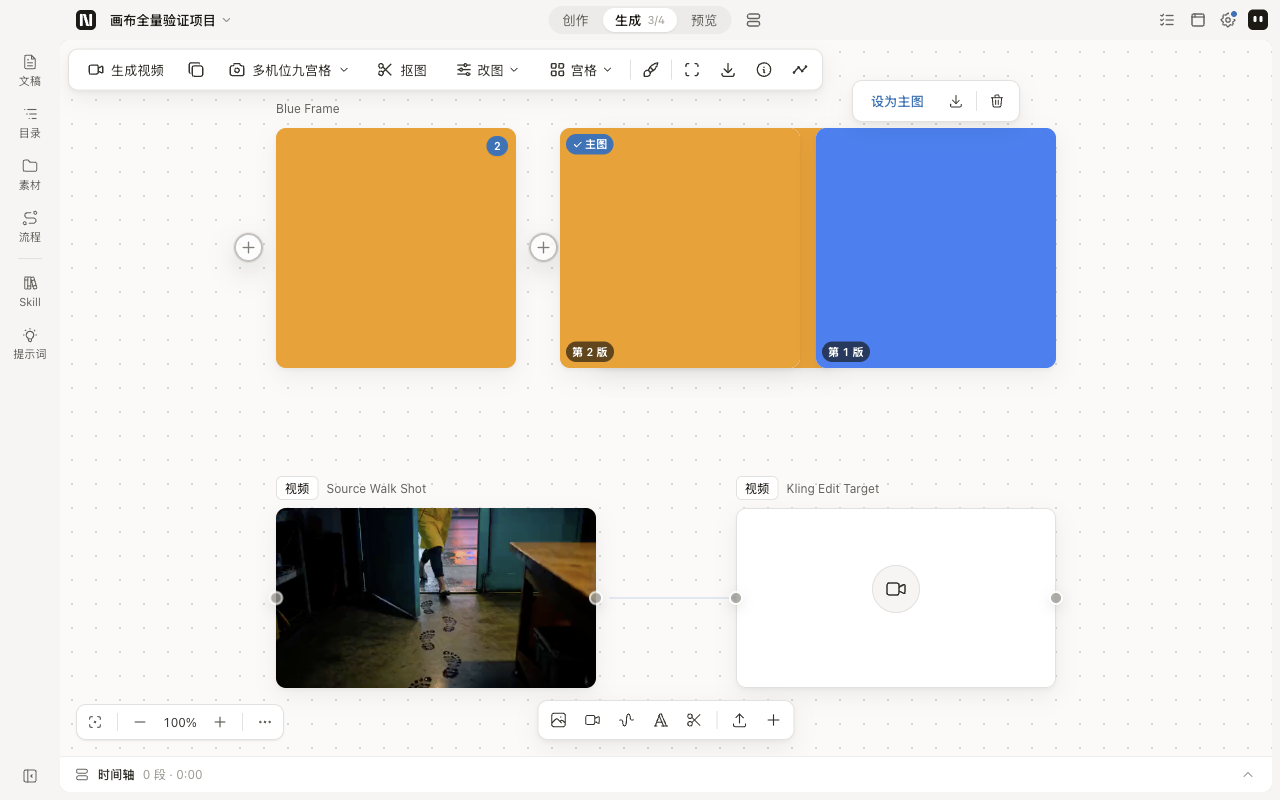 画布全量验证项目
创作 生成 3/4 预览
文稿
目录
素材
流程
Skill
提示词
生成视频 多机位九宫格 抠图 改图 宫格
设为主图
Blue Frame
2
主图
第 2 版
第 1 版
视频 Source Walk Shot
视频 Kling Edit Target
100%
时间轴 0 段 · 0:00